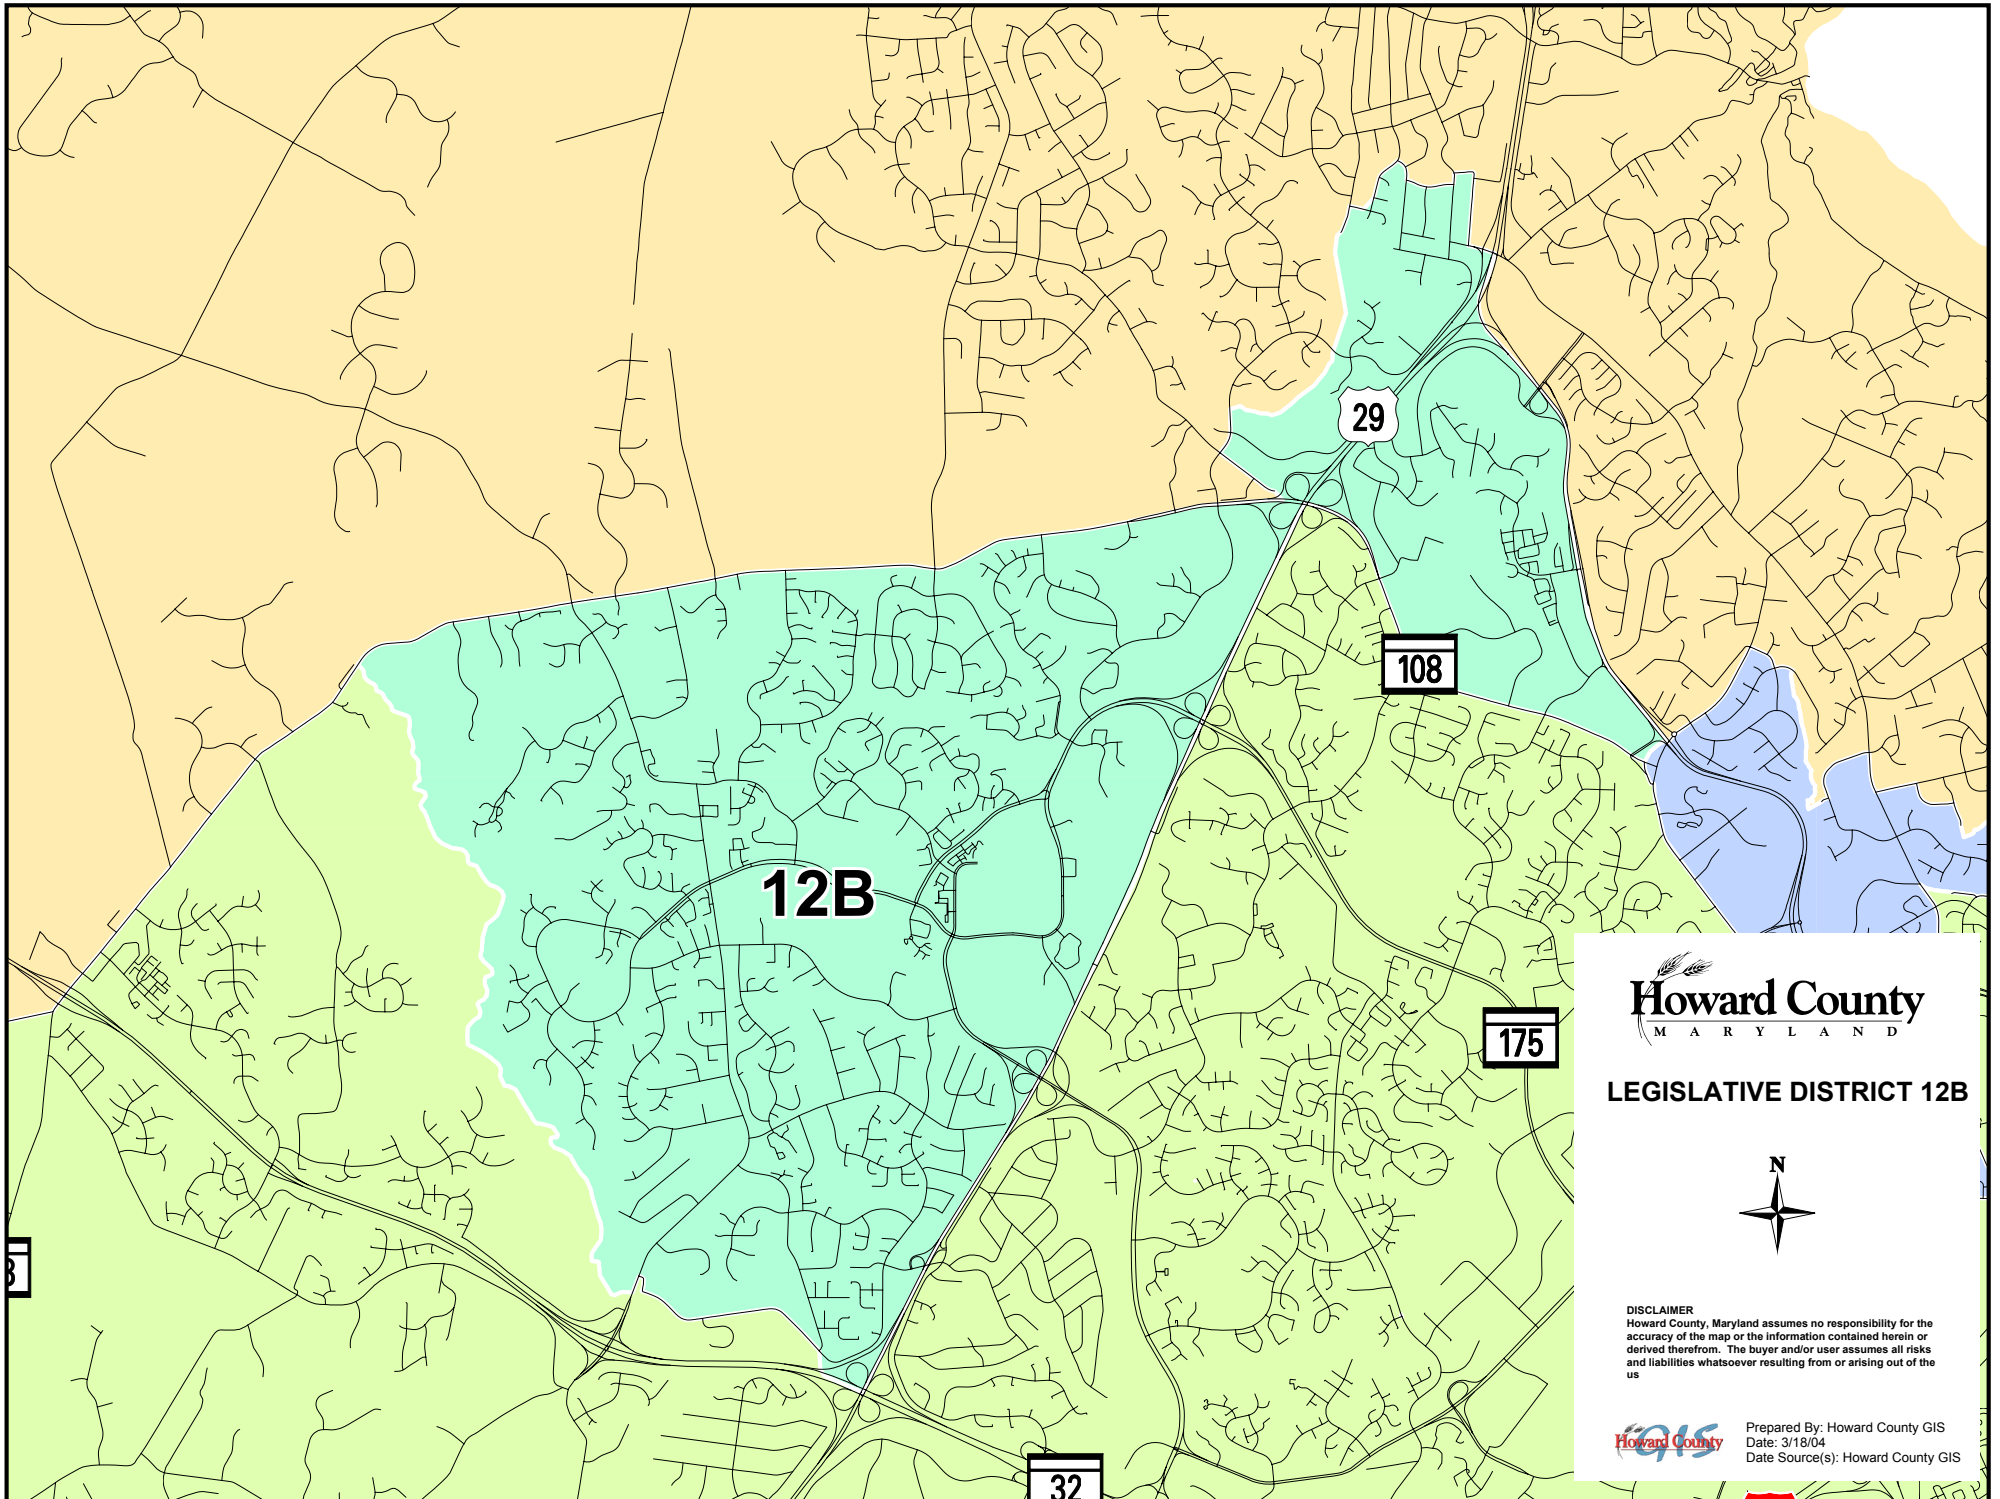 29
108
12B
175
32
Howard County
MARYLAND
LEGISLATIVE DISTRICT 12B
N
DISCLAIMER
Howard County, Maryland assumes no responsibility for the
accuracy of the map or the information contained herein or
derived therefrom. The buyer and/or user assumes all risks
and liabilities whatsoever resulting from or arising out of the
us
Howard County
GIS
Prepared By: Howard County GIS
Date: 3/18/04
Date Source(s): Howard County GIS